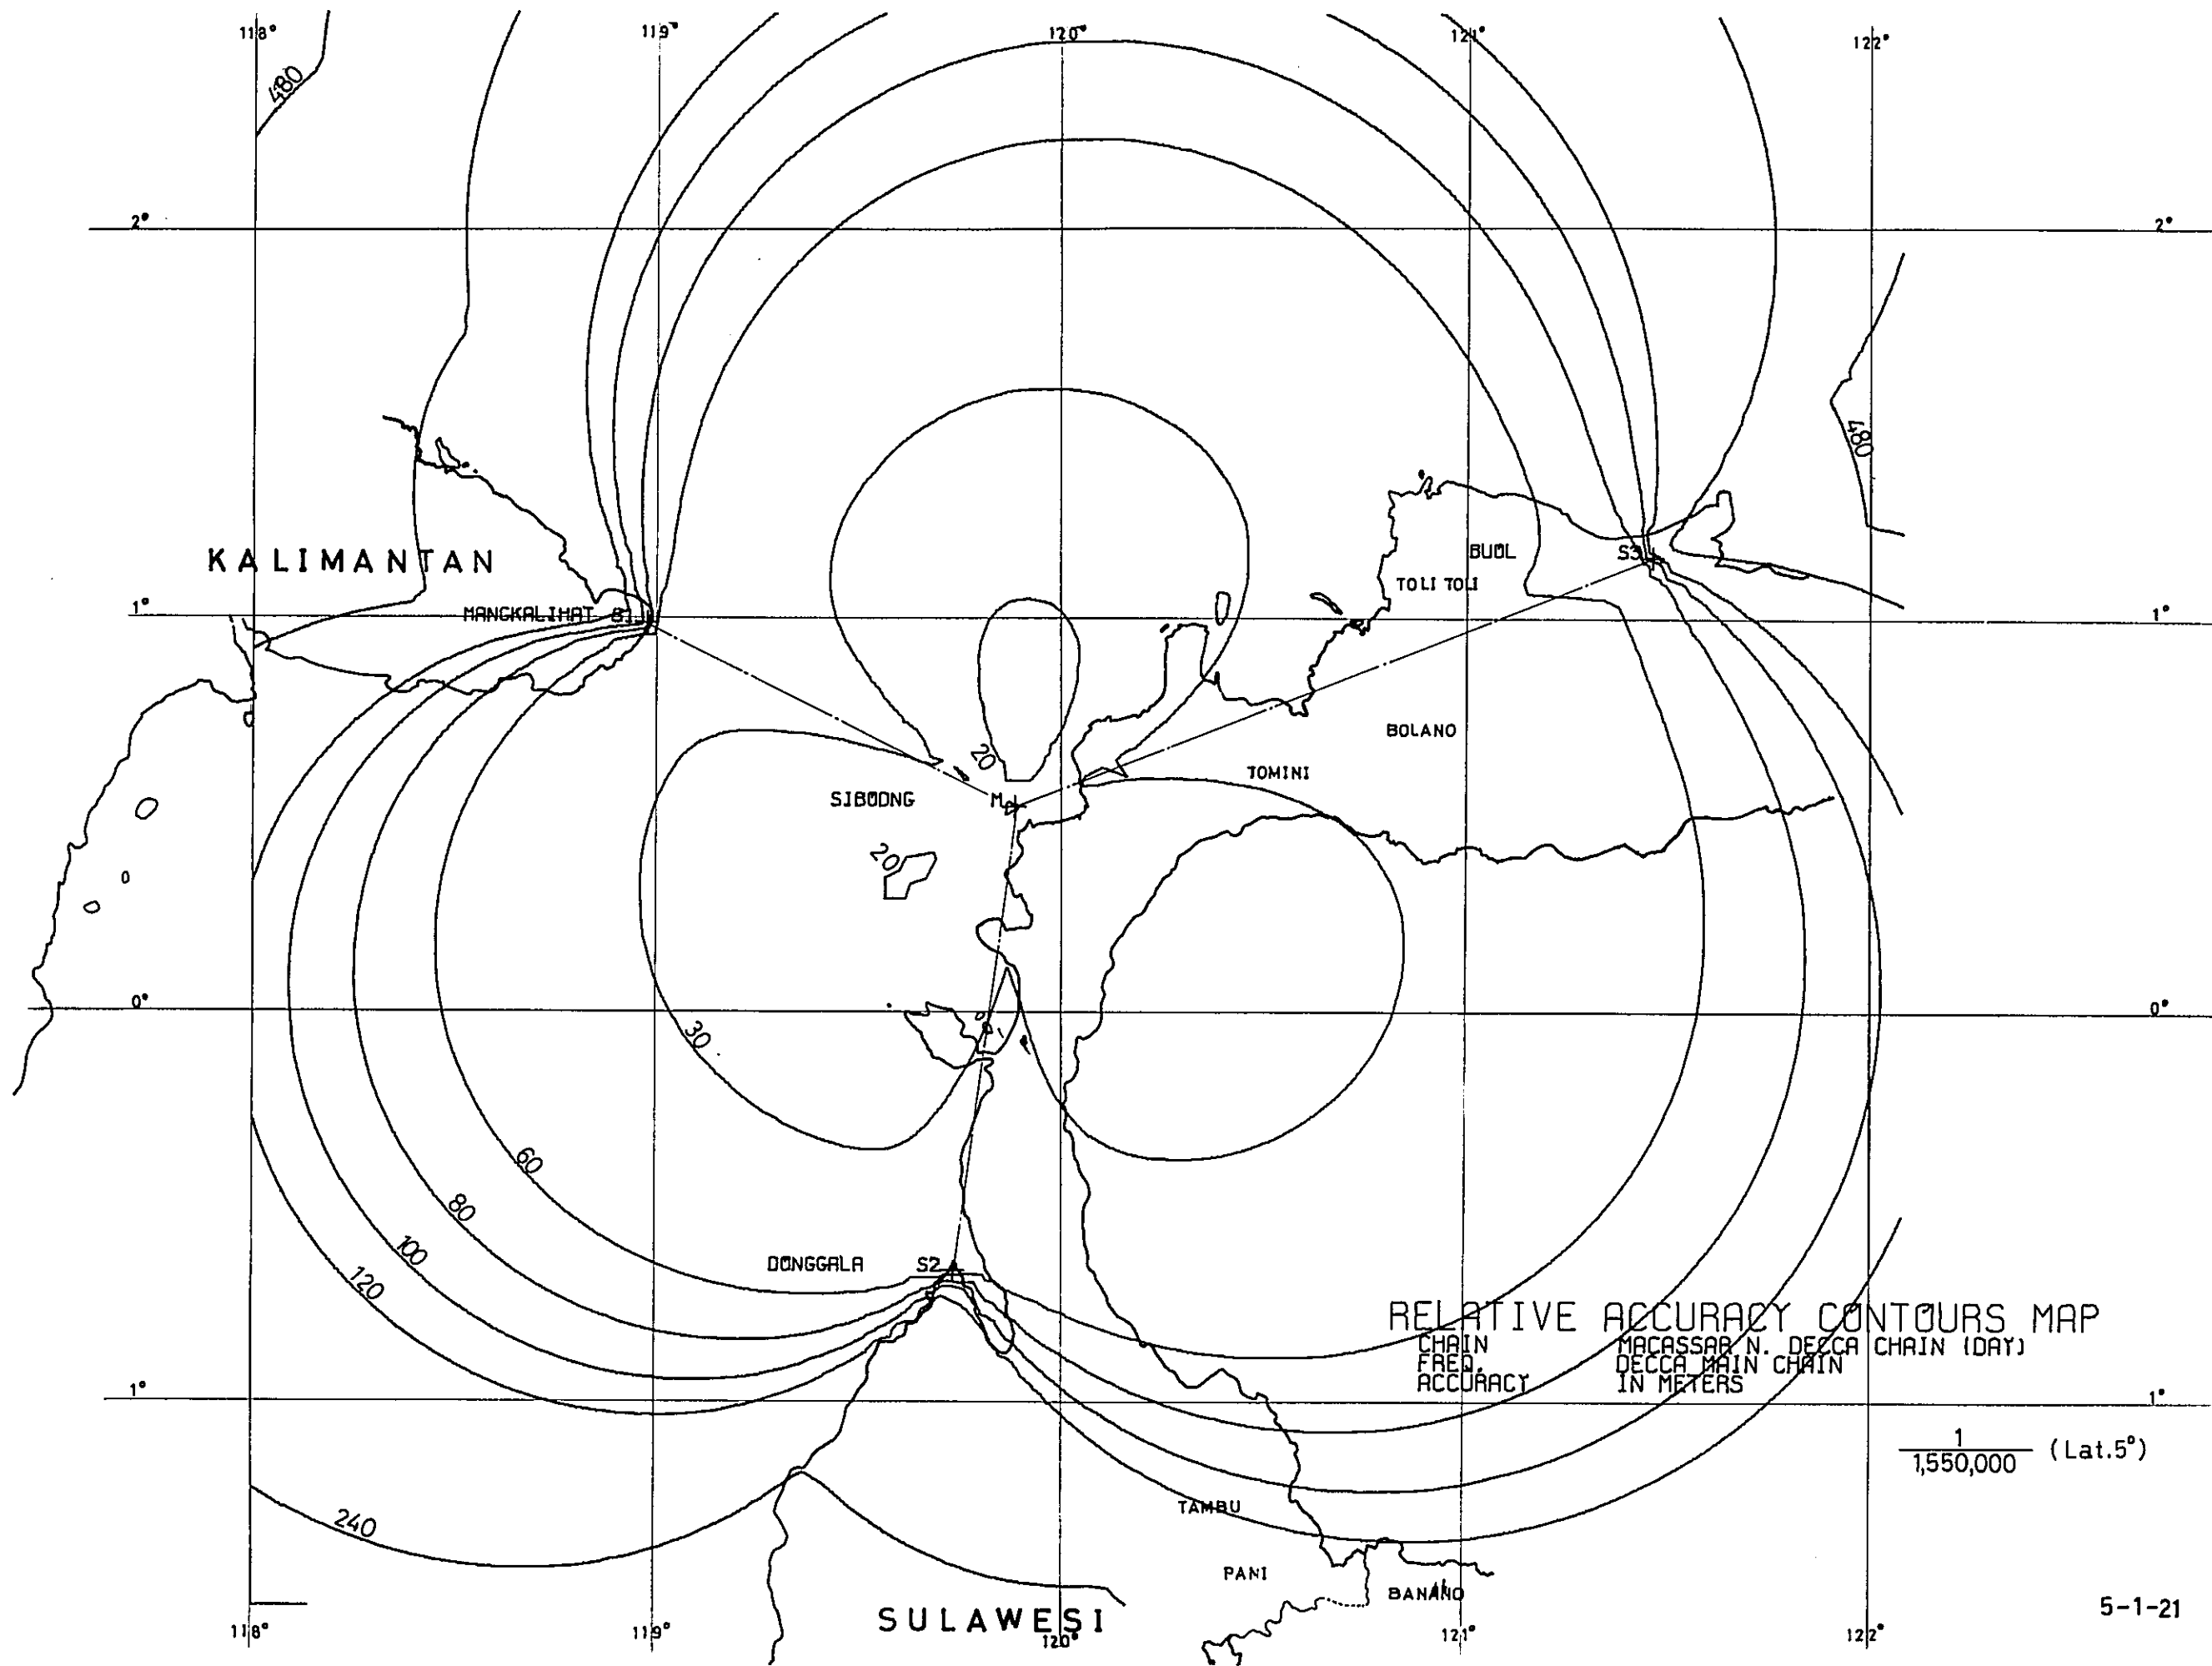 118° 119° 120° 121° 122°
480
2° 2°
480
KALIMANTAN
BUOL
S3
TOLI TOLI
MANGKALIHAT S1
1° 1°
BOLANO
20
TOMINI
SIBOONG M
20
0° 0°
30
60
80
100
120
DONGGALA S2
RELATIVE ACCURACY CONTOURS MAP
CHAIN MACASSAR N. DECCA CHAIN (DAY)
FREQ. DECCA MAIN CHAIN
ACCURACY IN METERS
1° 1°
1
1,550,000 (Lat.5°)
TAMBU
240
PANI
BANANO
5-1-21
SULAWESI
118° 119° 120° 121° 122°